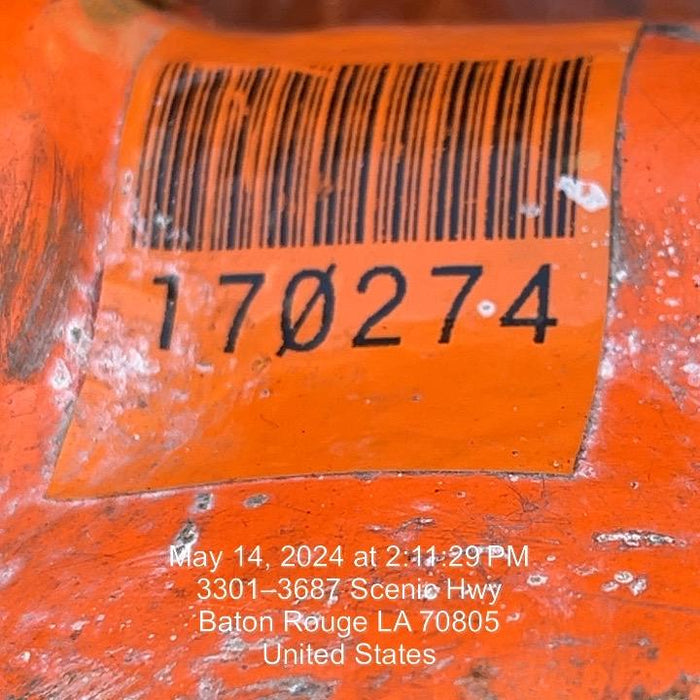 170274
May 14, 2024 at 2:11:29 PM
3301–3687 Scenic Hwy
Baton Rouge LA 70805
United States